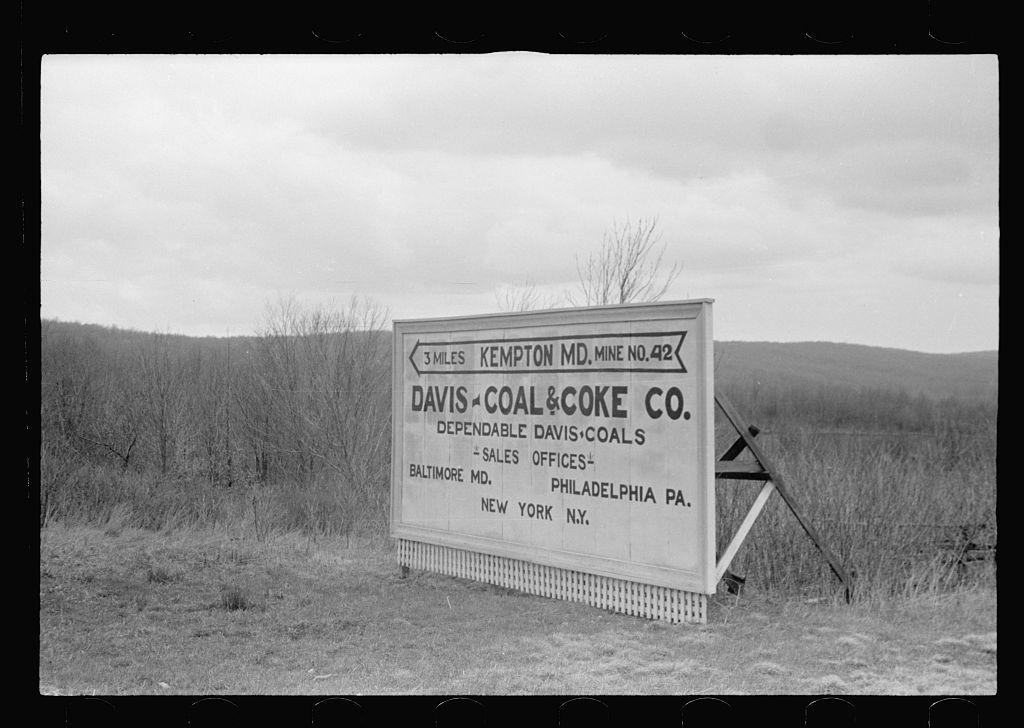 3 MILES KEMPTON MD. MINE NO. 42
DAVIS - COAL & COKE CO.
DEPENDABLE DAVIS • COALS
SALES OFFICES
BALTIMORE MD. PHILADELPHIA PA.
NEW YORK N.Y.